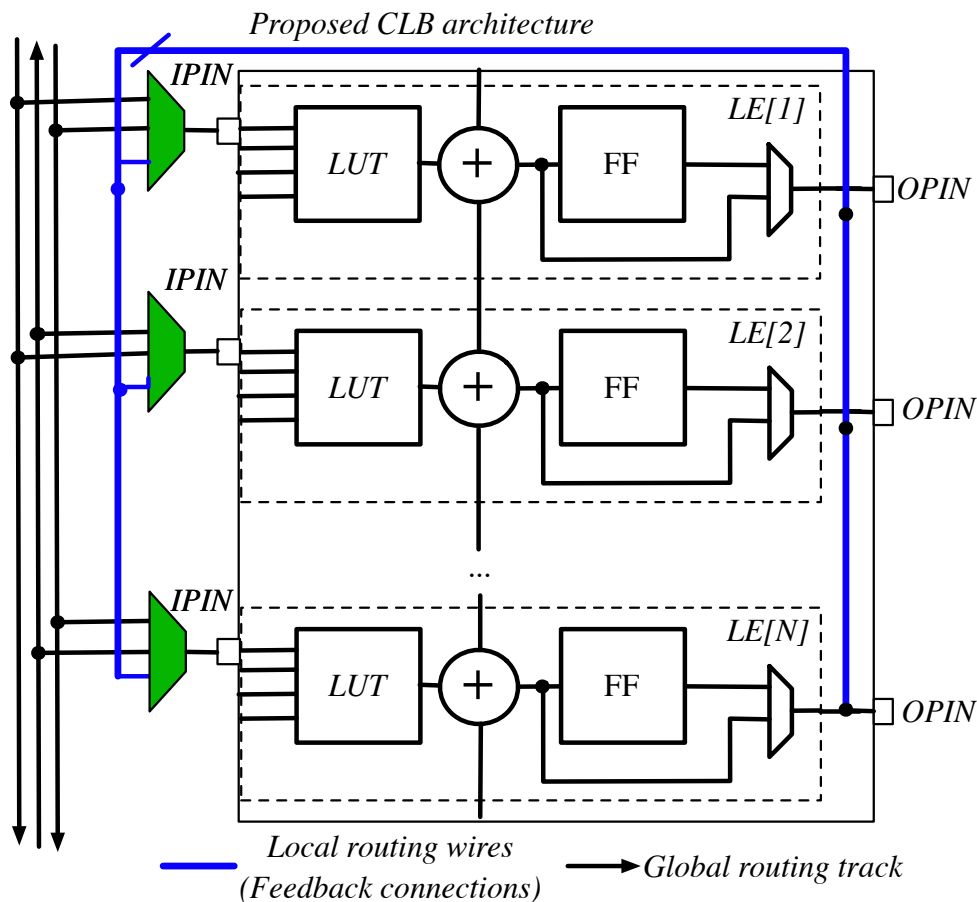 Proposed CLB architecture
IPIN
LE[1]
LUT
+
FF
OPIN
IPIN
LE[2]
LUT
+
FF
OPIN
...
IPIN
LE[N]
LUT
+
FF
OPIN
Local routing wires
(Feedback connections)
Global routing track